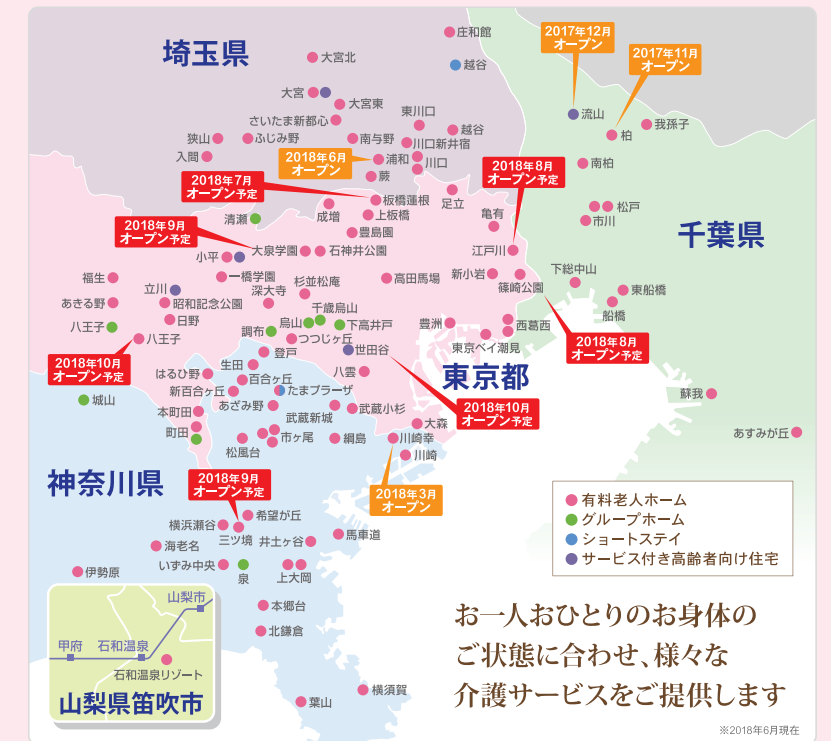 埼玉県
大宮北
庄和館
越谷
2017年12月
オープン
2017年11月
オープン
大宮
大宮東
さいたま新都心
東川口
流山
我孫子
柏
狭山
ふじみ野
南与野
川口新井宿
越谷
入間
2018年6月
オープン
浦和
川口
南柏
蕨
2018年7月
オープン予定
2018年8月
オープン予定
板橋蓮根
足立
成増
上板橋
清瀬
亀有
松戸
市川
2018年9月
オープン予定
豊島園
千葉県
大泉学園
石神井公園
江戸川
小平
福生
一橋学園
杉並松庵
高田馬場
新小岩
篠崎公園
下総中山
東船橋
船橋
立川
深大寺
あきる野
昭和記念公園
千歳烏山
八王子
日野
調布
烏山
下高井戸
豊洲
西葛西
八王子
つつじヶ丘
世田谷
東京ベイ潮見
2018年8月
オープン予定
2018年10月
オープン予定
登戸
生田
はるひ野
百合ヶ丘
八雲
東京都
新百合ヶ丘
たまプラーザ
城山
あざみ野
武蔵小杉
2018年10月
オープン予定
蘇我
本町田
武蔵新城
大森
町田
市ヶ尾
綱島
川崎幸
あすみが丘
松風台
川崎
神奈川県
2018年9月
オープン予定
2018年3月
オープン
有料老人ホーム
グループホーム
ショートステイ
サービス付き高齢者向け住宅
希望が丘
横浜瀬谷
三ツ境
井土ヶ谷
馬車道
海老名
伊勢原
いずみ中央
泉
上大岡
山梨市
本郷台
甲府
石和温泉
北鎌倉
石和温泉リゾート
山梨県笛吹市
葉山
横須賀
お一人おひとりのお身体の
ご状態に合わせ、様々な
介護サービスをご提供します
※2018年6月現在